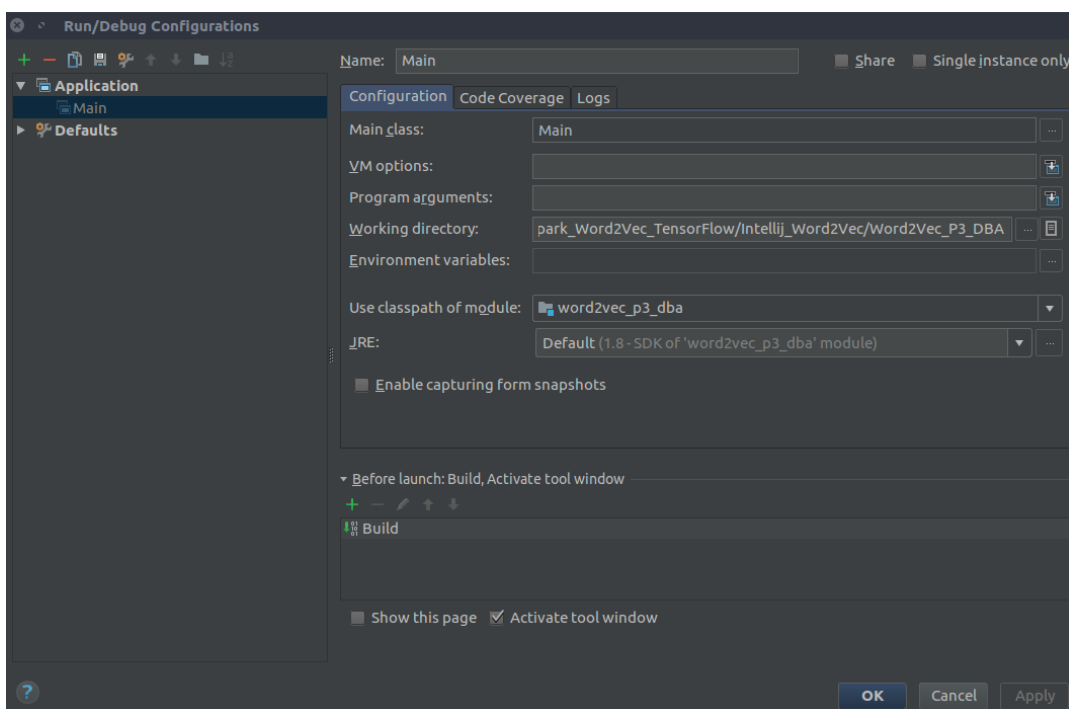 Run/Debug Configurations
Name: Main Share Single instance only
Application
Main
Defaults
Configuration Code Coverage Logs
Main class: Main
VM options:
Program arguments:
Working directory: park_Word2Vec_TensorFlow/Intellij_Word2Vec/Word2Vec_P3_DBA
Environment variables:
Use classpath of module: word2vec_p3_dba
JRE: Default (1.8 - SDK of 'word2vec_p3_dba' module)
Enable capturing form snapshots
Before launch: Build, Activate tool window
Build
Show this page Activate tool window
? OK Cancel Apply